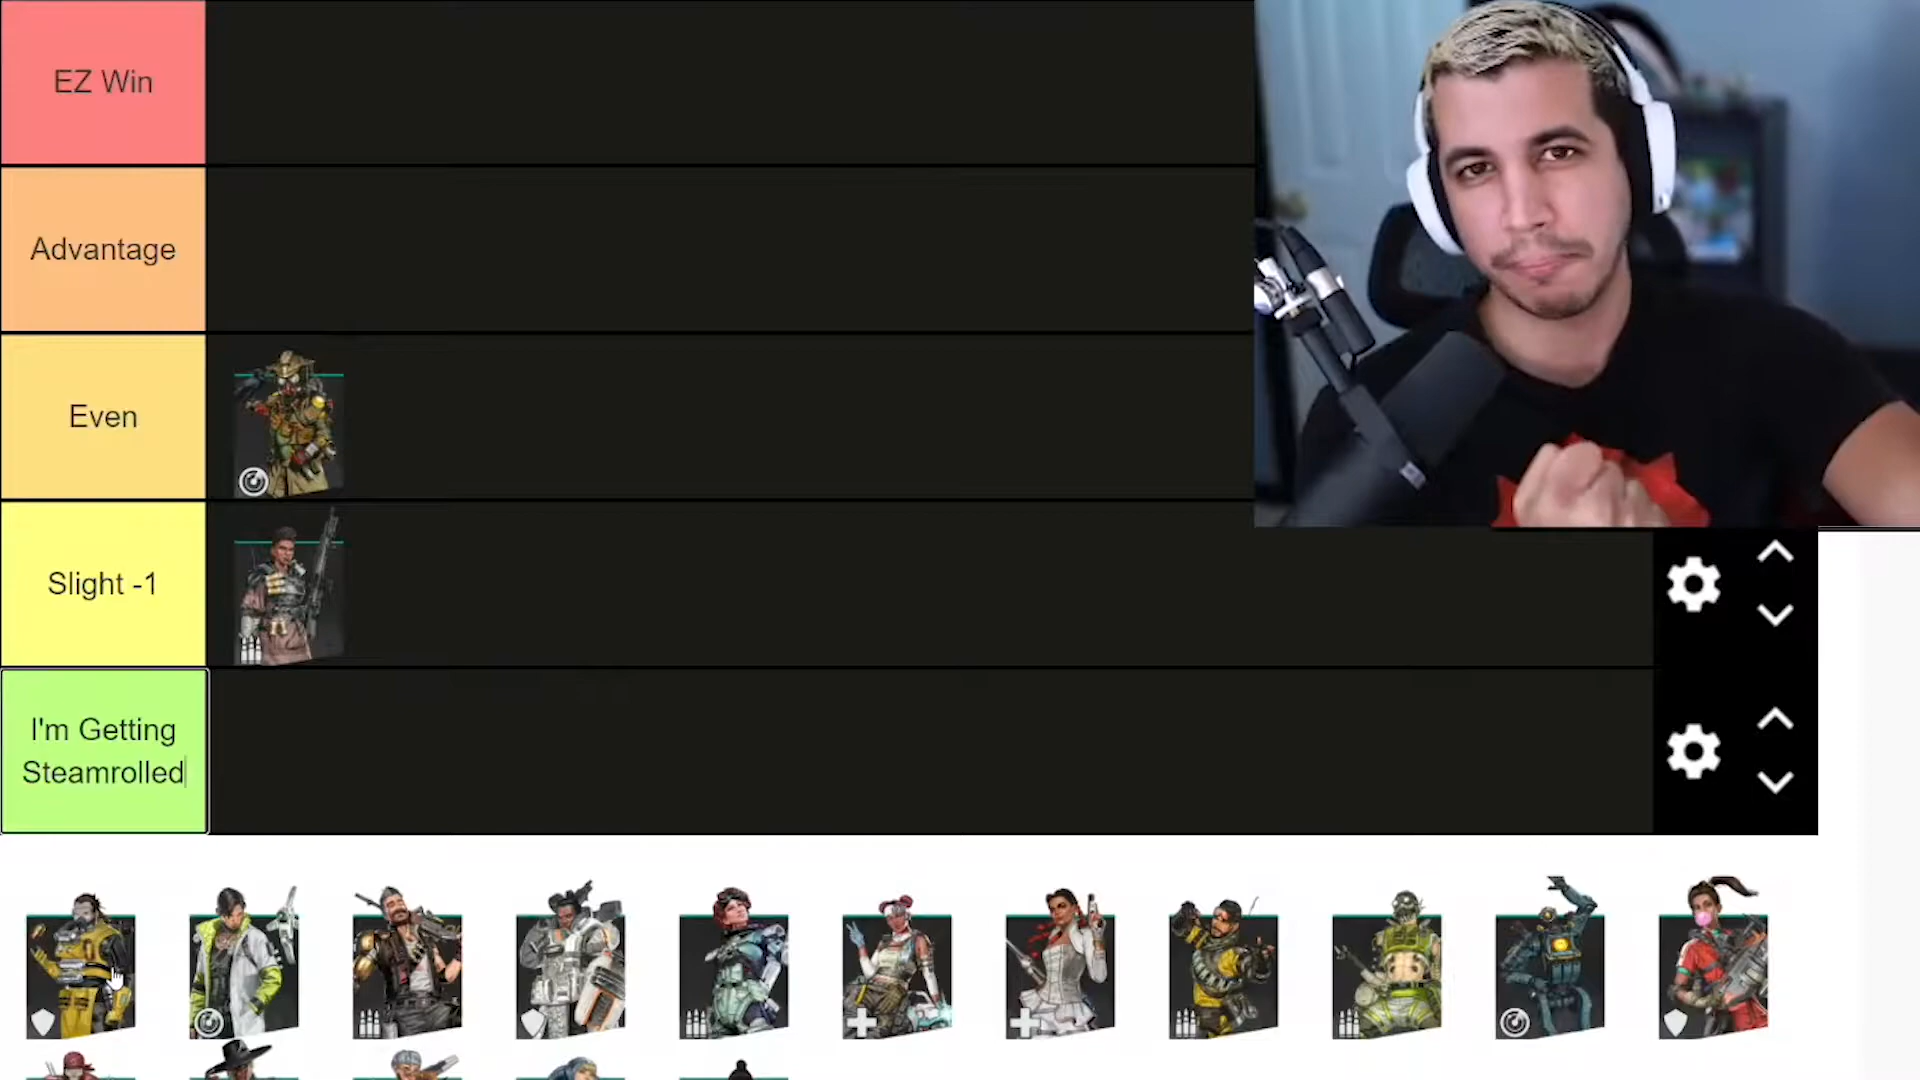 EZ Win
Advantage
Even
Slight -1
I'm Getting
Steamrolled